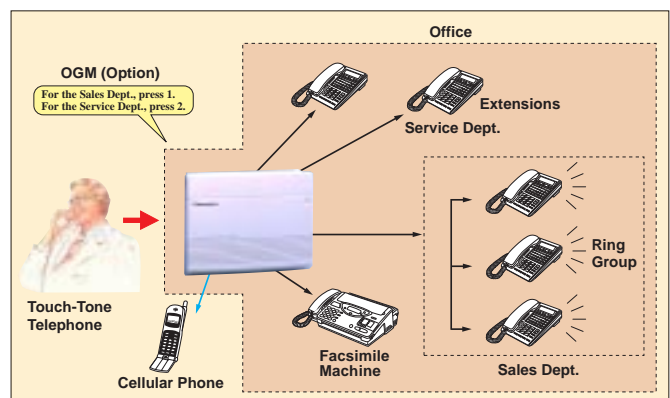 Office
OGM (Option)
For the Sales Dept., press 1.
For the Service Dept., press 2.
Extensions
Service Dept.
Ring
Group
Touch-Tone
Telephone
Facsimile
Machine
Sales Dept.
Cellular Phone